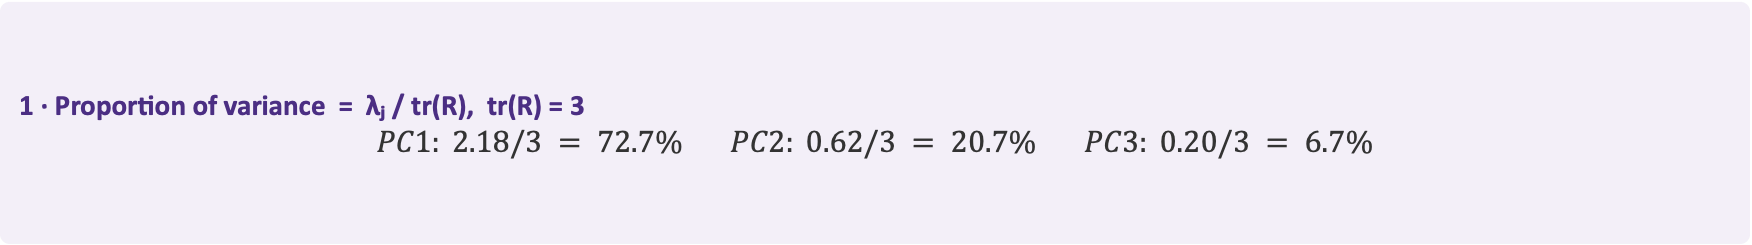 1 · Proportion of variance = λj / tr(R), tr(R) = 3
PC1: 2.18/3 = 72.7% PC2: 0.62/3 = 20.7% PC3: 0.20/3 = 6.7%